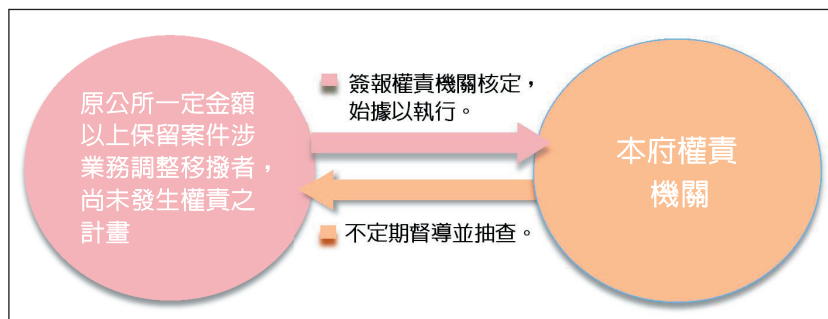 原公所一定金額
以上保留案件涉
業務調整移撥者，
尚未發生權責之
計畫
簽報權責機關核定，
始據以執行。
不定期督導並抽查。
本府權責
機關